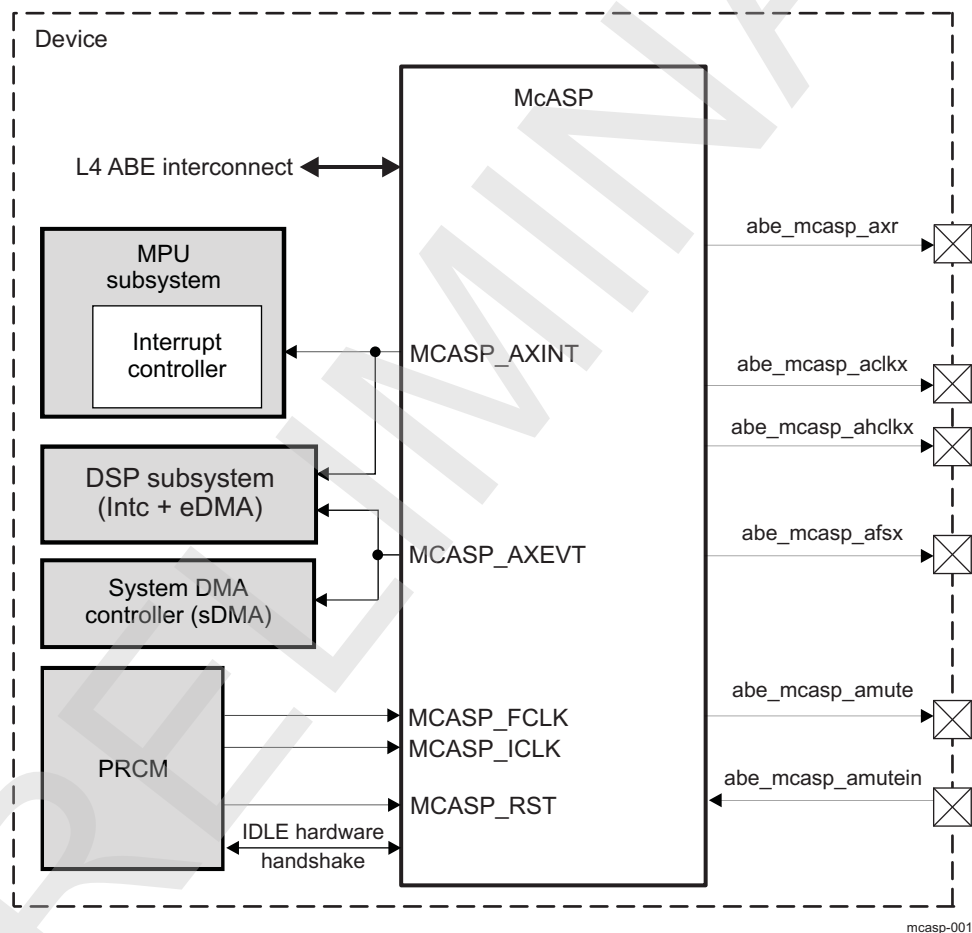 Device
McASP
L4 ABE interconnect
MPU
subsystem
Interrupt
controller
MCASP_AXINT
DSP subsystem
(Intc + eDMA)
MCASP_AXEVT
System DMA
controller (sDMA)
PRCM
MCASP_FCLK
MCASP_ICLK
MCASP_RST
IDLE hardware
handshake
abe_mcasp_axr
abe_mcasp_aclkx
abe_mcasp_ahclkx
abe_mcasp_afsx
abe_mcasp_amute
abe_mcasp_amutein
mcasp-001
RELIMINA